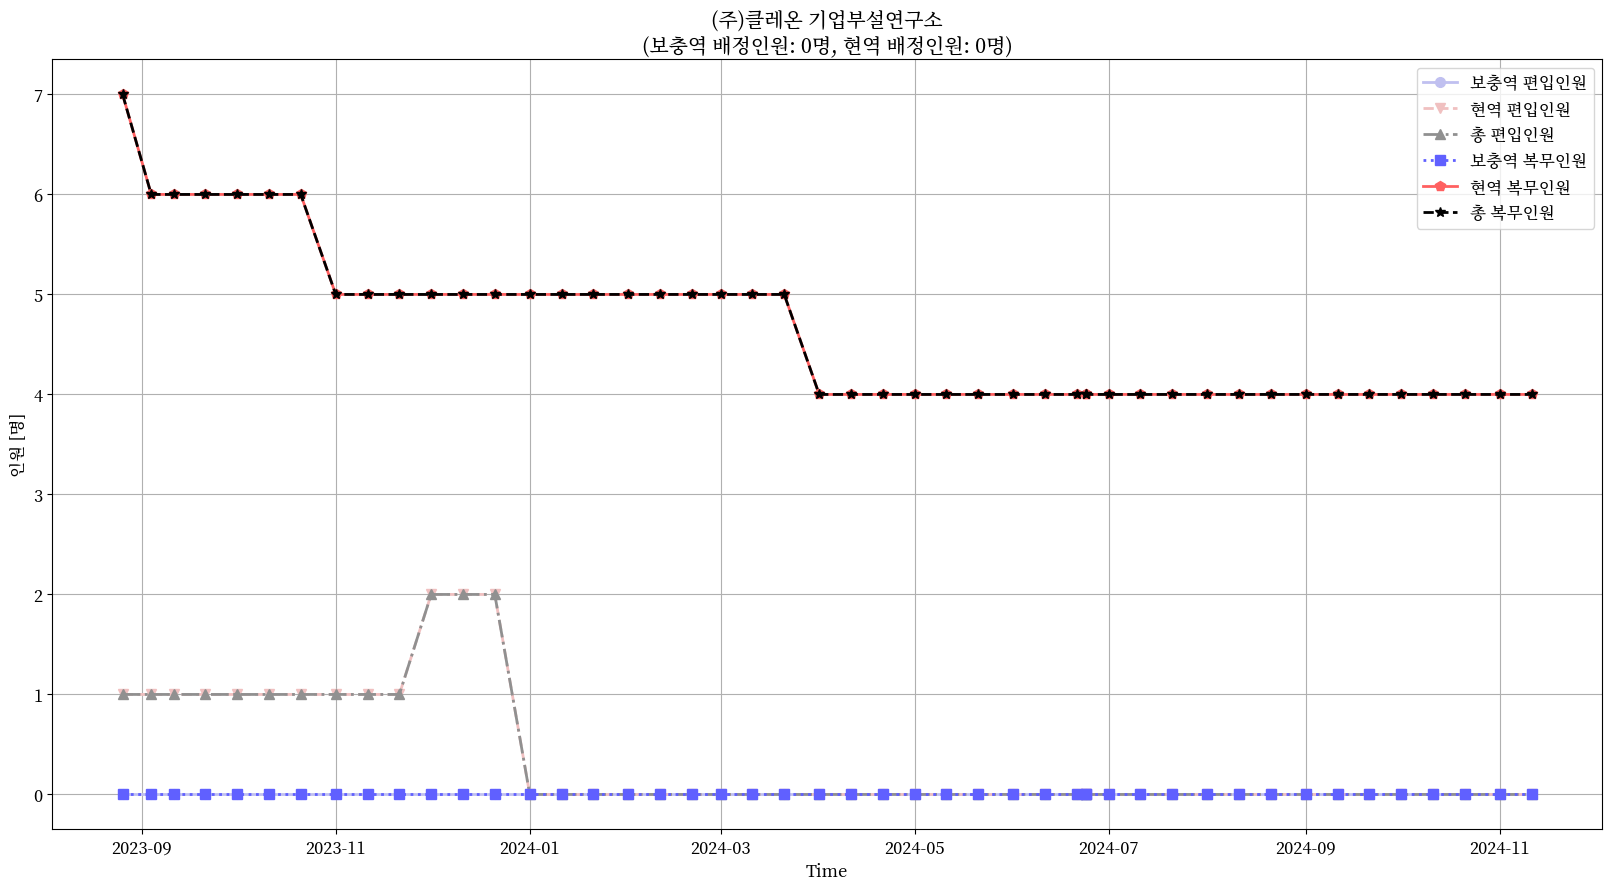 (주)클레온 기업부설연구소
(보충역 배정인원: 0명, 현역 배정인원: 0명)
보충역 편입인원
현역 편입인원
총 편입인원
보충역 복무인원
현역 복무인원
총 복무인원
인원 [명]
7
6
5
4
3
2
1
0
2023-09
2023-11
2024-01
2024-03
2024-05
2024-07
2024-09
2024-11
Time